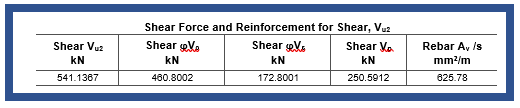 Shear Force and Reinforcement for Shear, Vu2
Shear Vu2 Shear φVc Shear φVs Shear Vp Rebar Av /s
kN kN kN kN mm²/m
541.1367 460.8002 172.8001 250.5912 625.78